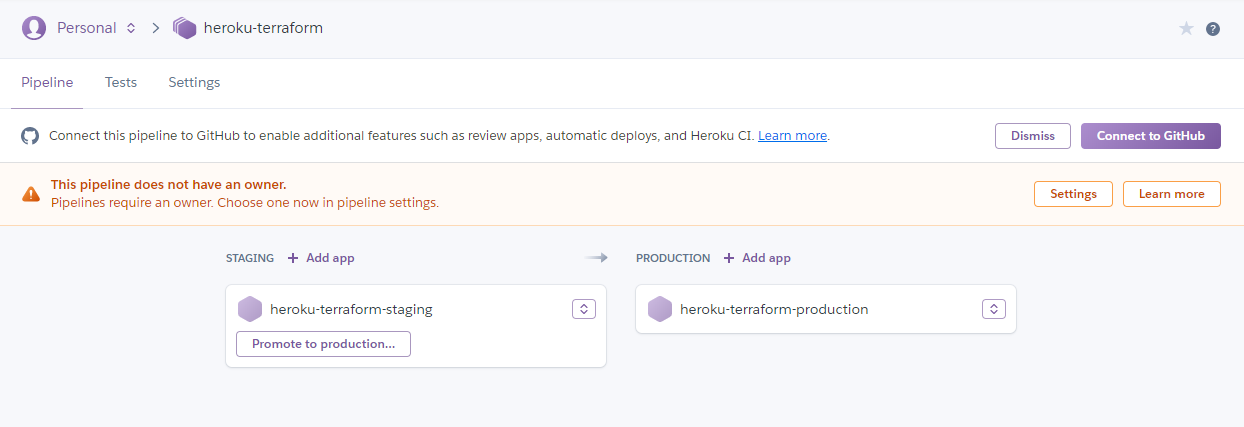 Personal heroku-terraform
Pipeline Tests Settings
Connect this pipeline to GitHub to enable additional features such as review apps, automatic deploys, and Heroku CI. Learn more. Dismiss Connect to GitHub
This pipeline does not have an owner.
Pipelines require an owner. Choose one now in pipeline settings. Settings Learn more
STAGING + Add app PRODUCTION + Add app
heroku-terraform-staging heroku-terraform-production
Promote to production...